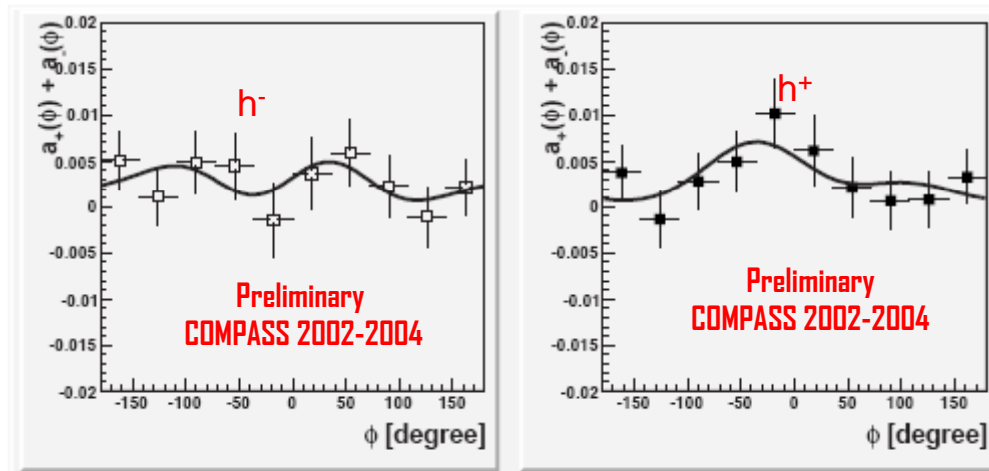 a₊(ϕ) + a₋(ϕ)
0.02
0.015
0.01
0.005
0
-0.005
-0.01
-0.015
-0.02
h⁻
Preliminary
COMPASS 2002-2004
-150 -100 -50 0 50 100 150
ϕ [degree]
a₊(ϕ) + a₋(ϕ)
0.02
0.015
0.01
0.005
0
-0.005
-0.01
-0.015
-0.02
h⁺
Preliminary
COMPASS 2002-2004
-150 -100 -50 0 50 100 150
ϕ [degree]